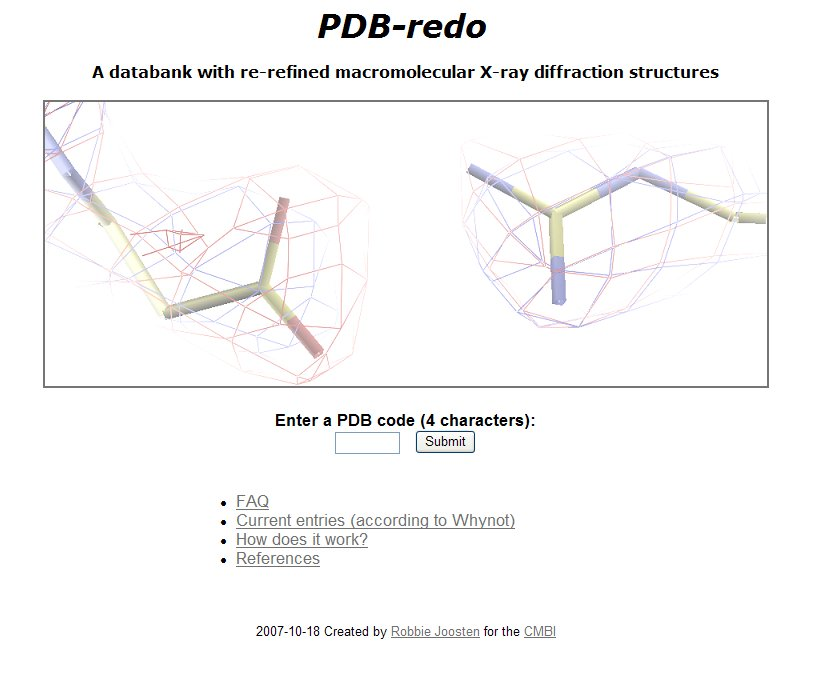 PDB-redo
A databank with re-refined macromolecular X-ray diffraction structures
Enter a PDB code (4 characters):
Submit
FAQ
Current entries (according to Whynot)
How does it work?
References
2007-10-18 Created by Robbie Joosten for the CMBI